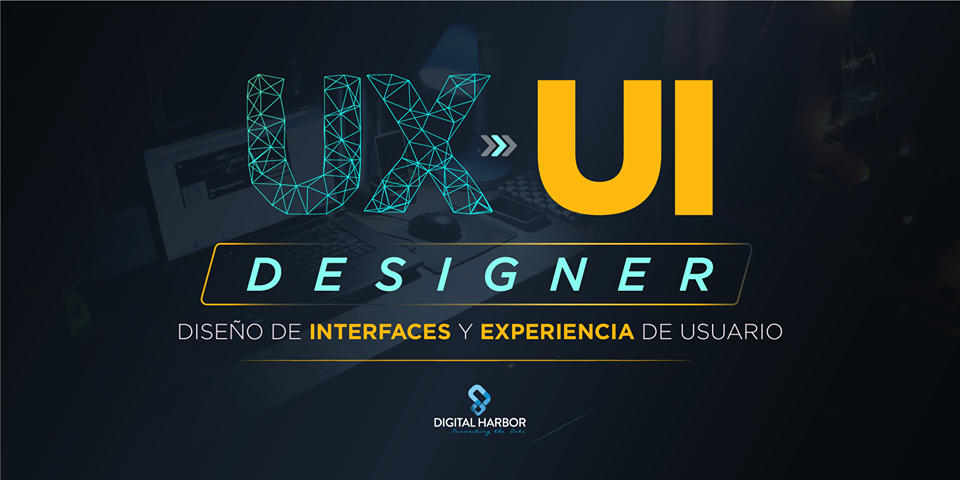 UX UI
DESIGNER
DISEÑO DE INTERFACES Y EXPERIENCIA DE USUARIO
DIGITAL HARBOR
Connecting the Dots